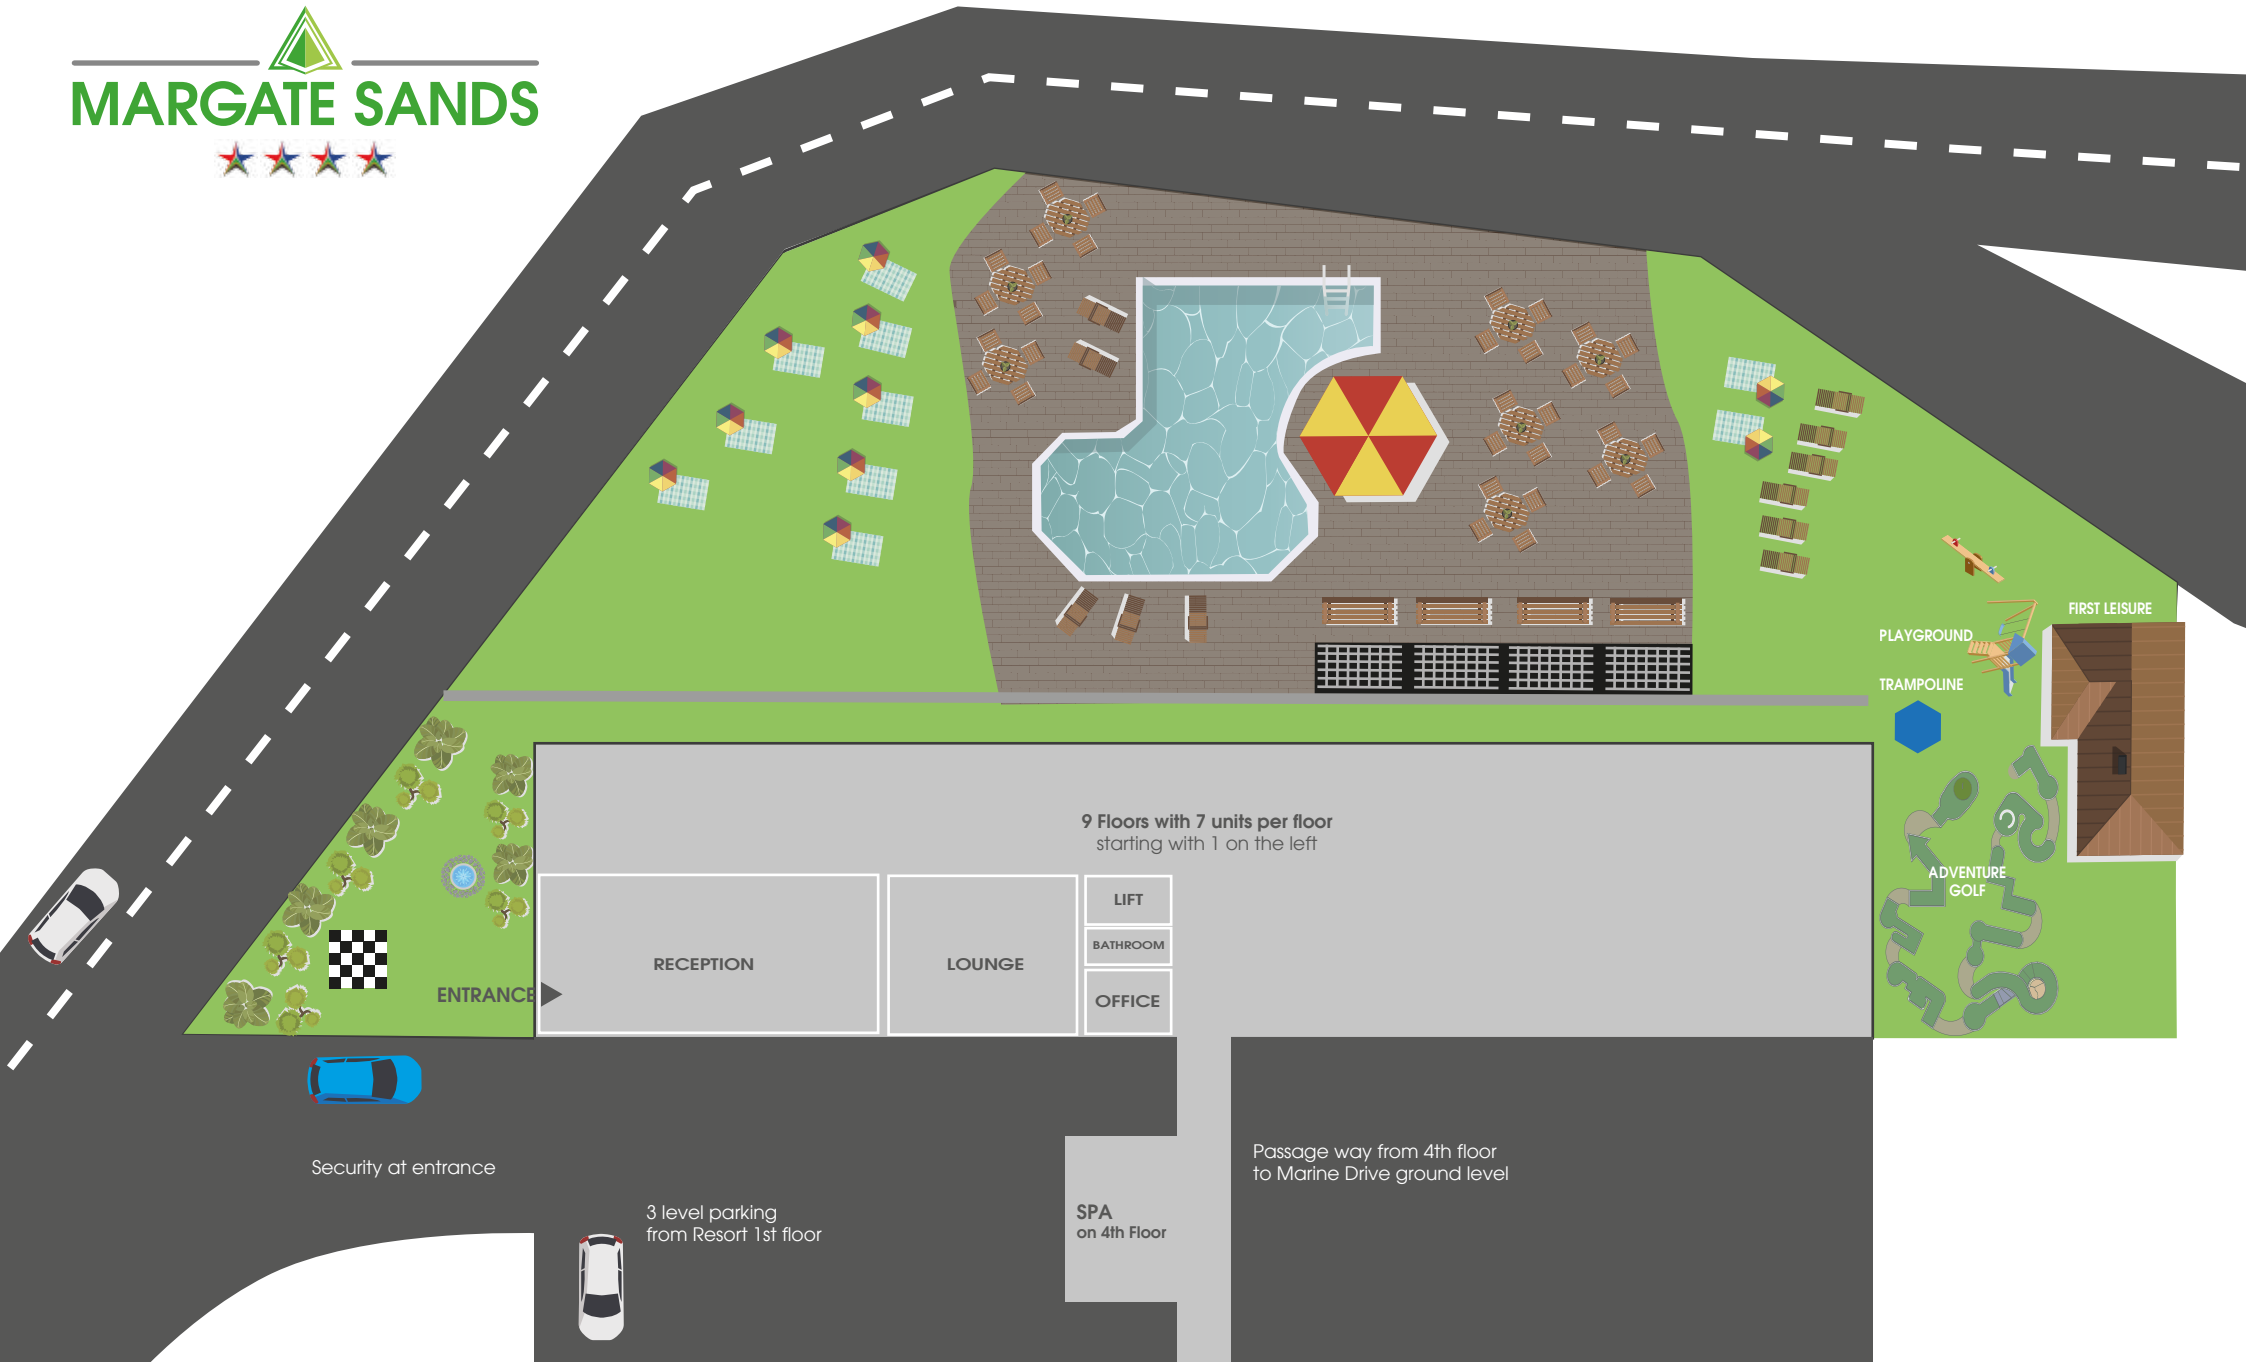 MARGATE SANDS
FIRST LEISURE
PLAYGROUND
TRAMPOLINE
9 Floors with 7 units per floor
starting with 1 on the left
ADVENTURE
GOLF
LIFT
BATHROOM
RECEPTION
LOUNGE
OFFICE
ENTRANCE
Security at entrance
Passage way from 4th floor
to Marine Drive ground level
3 level parking
from Resort 1st floor
SPA
on 4th Floor